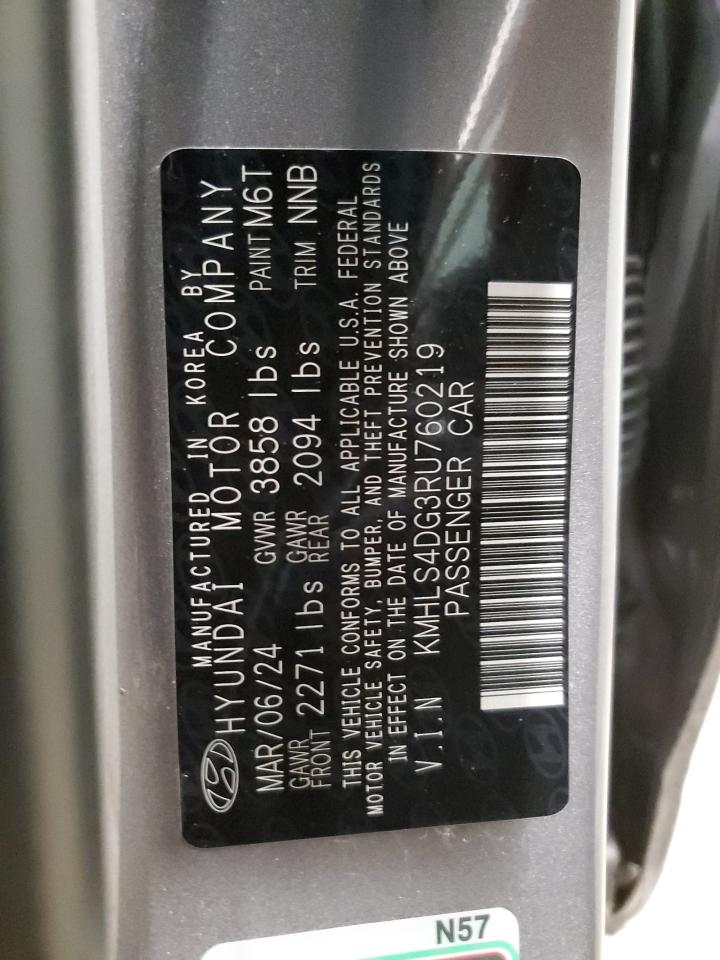 MANUFACTURED IN KOREA BY
HYUNDAI MOTOR COMPANY
MAR/06/24 GVWR 3858 lbs PAINT M6T
GAWR FRONT 2271 lbs GAWR REAR 2094 lbs TRIM NNB
THIS VEHICLE CONFORMS TO ALL APPLICABLE U.S.A. FEDERAL
MOTOR VEHICLE SAFETY, BUMPER, AND THEFT PREVENTION STANDARDS
IN EFFECT ON THE DATE OF MANUFACTURE SHOWN ABOVE
V.I.N KMHLS4DG3RU760219
PASSENGER CAR
N57